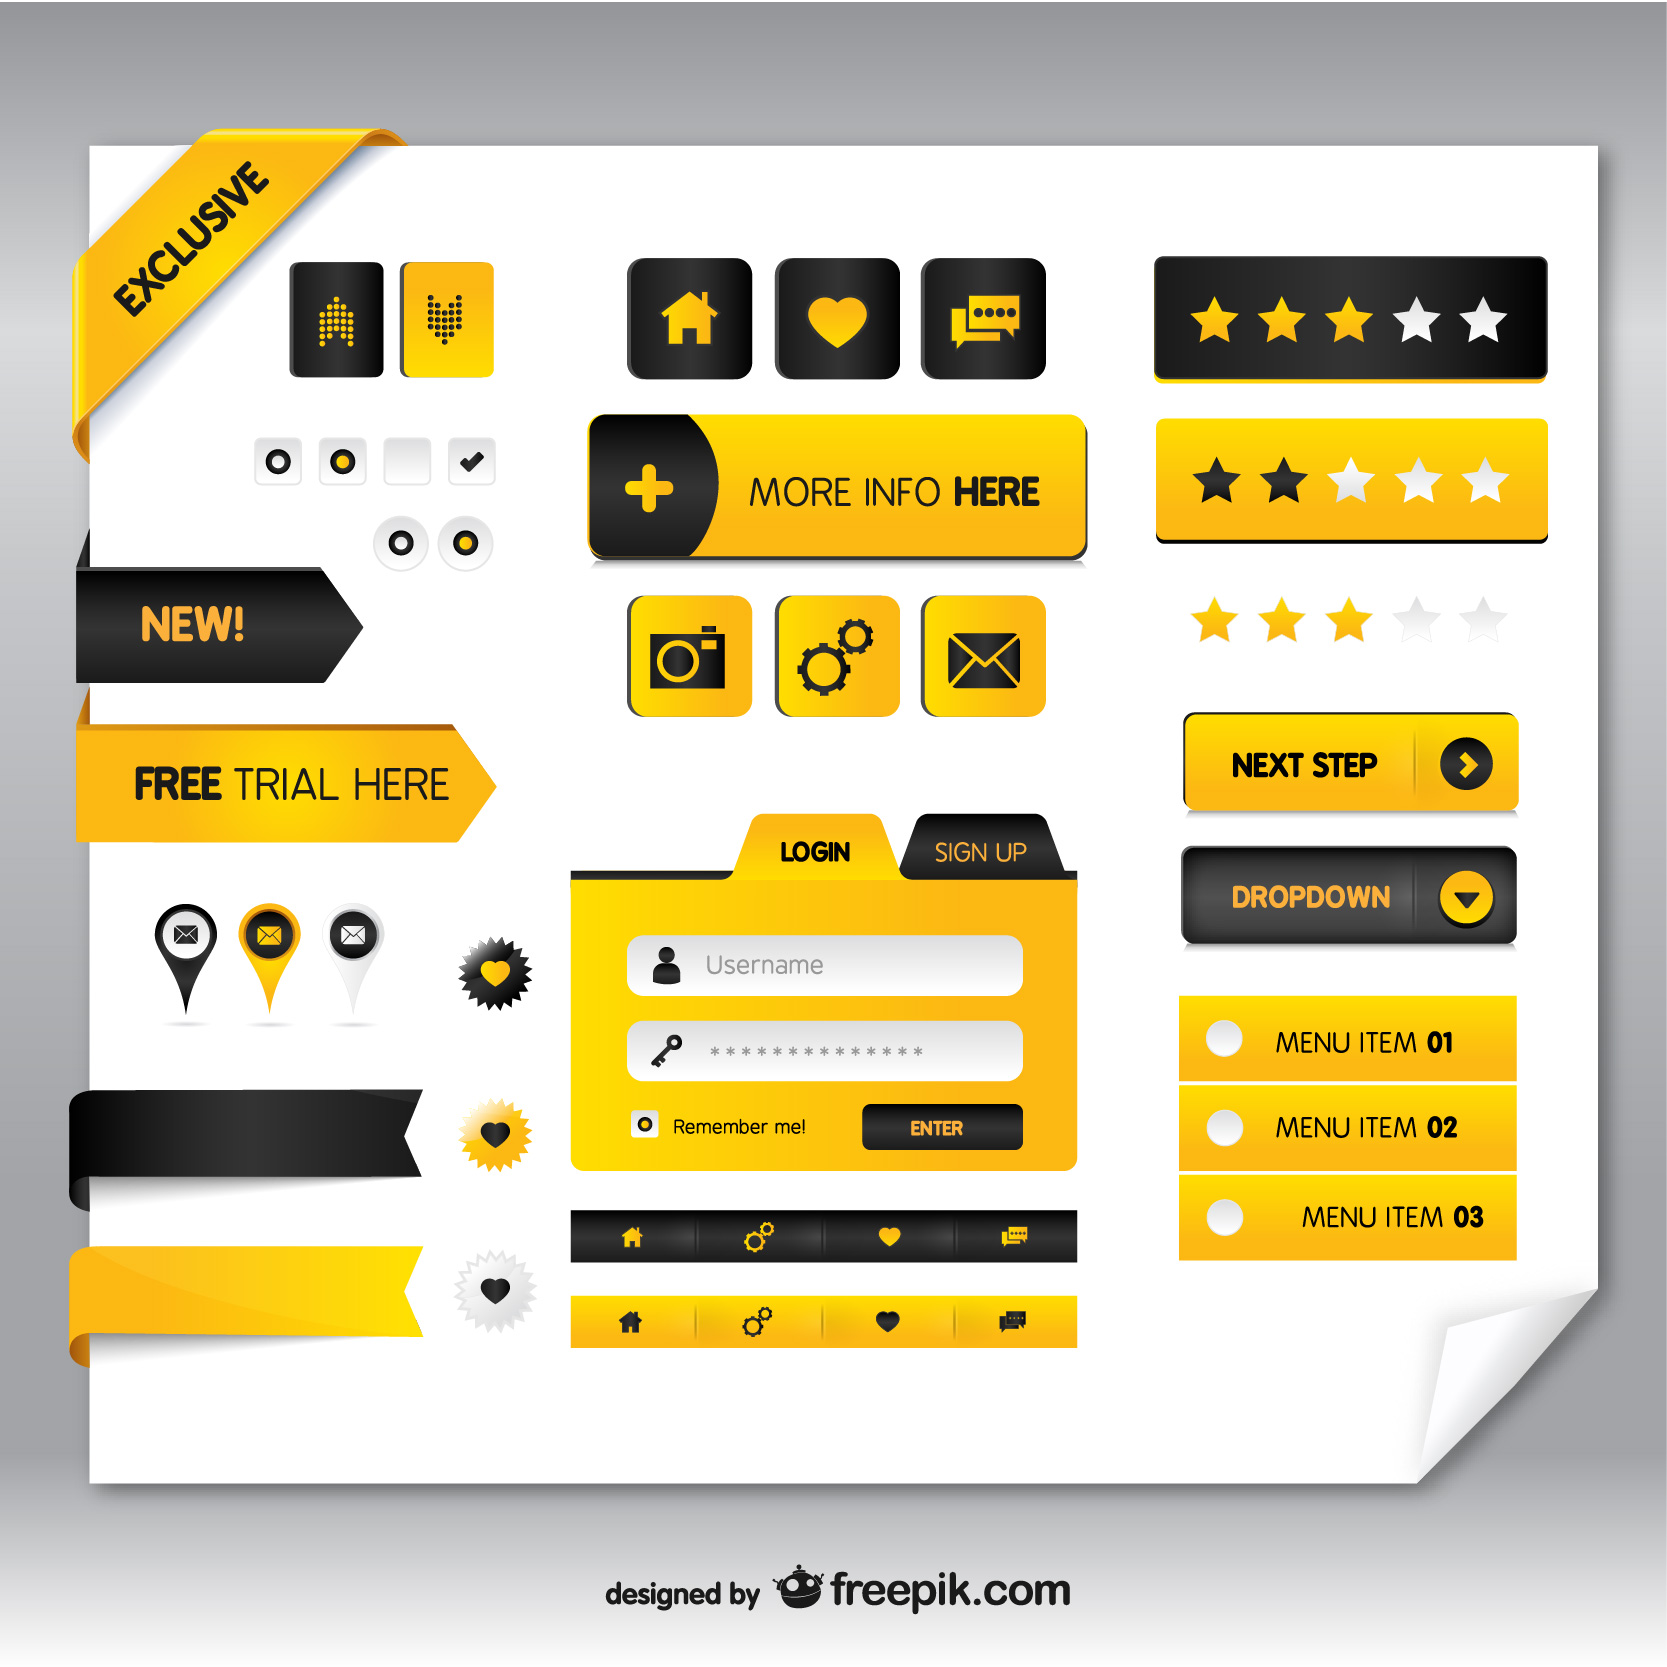 EXCLUSIVE
MORE INFO HERE
NEW!
FREE TRIAL HERE
NEXT STEP
DROPDOWN
LOGIN
SIGN UP
Username
**************
Remember me!
ENTER
MENU ITEM 01
MENU ITEM 02
MENU ITEM 03
designed by freepik.com